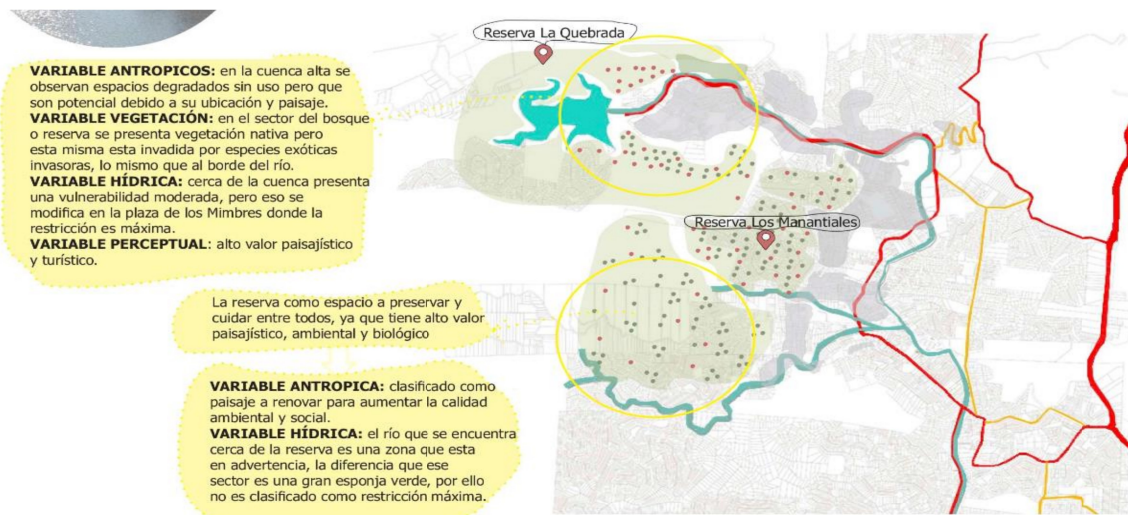 Reserva La Quebrada
VARIABLE ANTROPICOS: en la cuenca alta se
observan espacios degradados sin uso pero que
son potencial debido a su ubicación y paisaje.
VARIABLE VEGETACIÓN: en el sector del bosque
o reserva se presenta vegetación nativa pero
esta misma esta invadida por especies exóticas
invasoras, lo mismo que al borde del río.
VARIABLE HÍDRICA: cerca de la cuenca presenta
una vulnerabilidad moderada, pero eso se
modifica en la plaza de los Mimbres donde la
restricción es máxima.
VARIABLE PERCEPTUAL: alto valor paisajístico
y turístico.
Reserva Los Manantiales
La reserva como espacio a preservar y
cuidar entre todos, ya que tiene alto valor
paisajístico, ambiental y biológico
VARIABLE ANTROPICA: clasificado como
paisaje a renovar para aumentar la calidad
ambiental y social.
VARIABLE HÍDRICA: el río que se encuentra
cerca de la reserva es una zona que esta
en advertencia, la diferencia que ese
sector es una gran esponja verde, por ello
no es clasificado como restricción máxima.